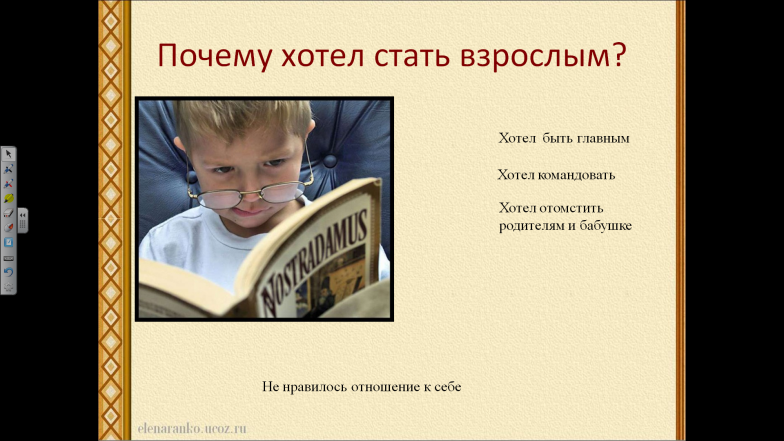 Почему хотел стать взрослым?
Хотел быть главным
Хотел командовать
Хотел отомстить
родителям и бабушке
NOSTRADAMUS
Не нравилось отношение к себе
elenaranko.ucoz.ru